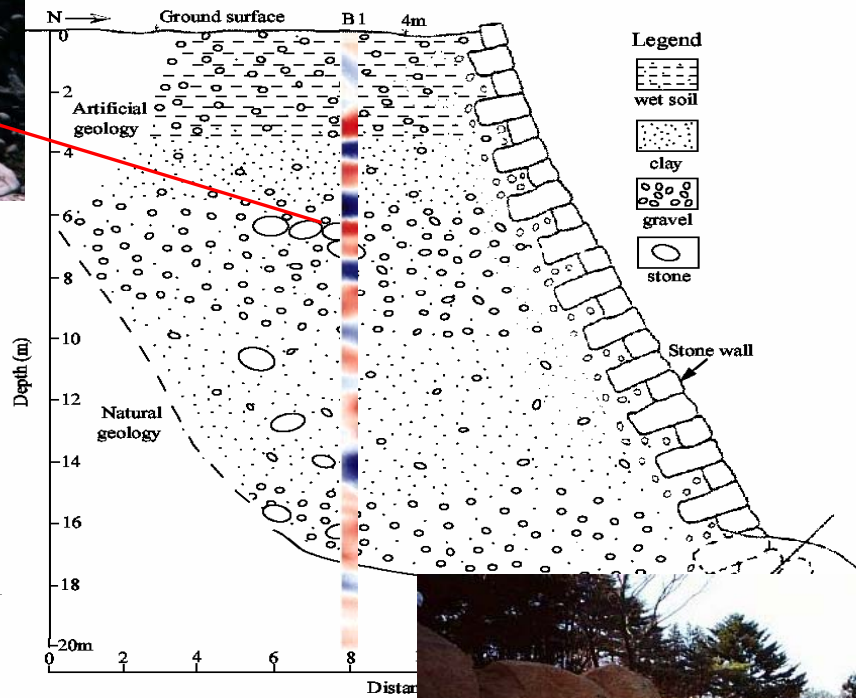 N Ground surface B1 4m
Legend
wet soil
clay
gravel
stone
Artificial
geology
Natural
geology
Stone wall
Depth (m)
0
2
4
6
8
10
12
14
16
18
20m
0 2 4 6 8
Distan